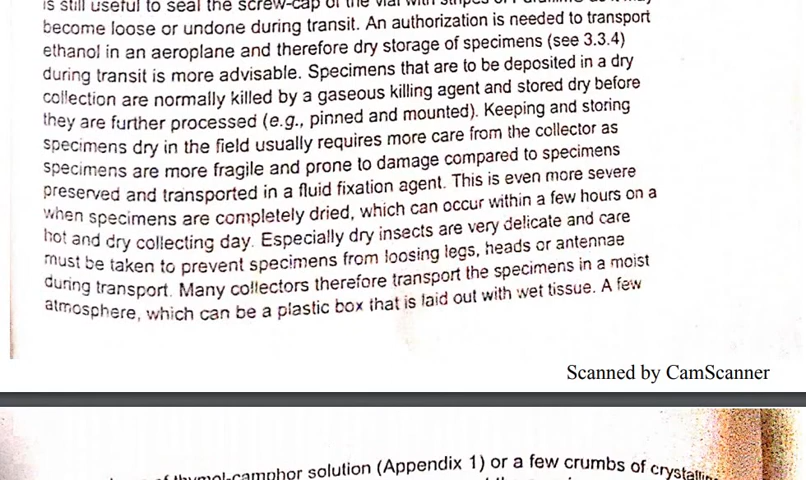 is still useful to seal the screw-cap of the vial with stripes of
become loose or undone during transit. An authorization is needed to transport
ethanol in an aeroplane and therefore dry storage of specimens (see 3.3.4)
during transit is more advisable. Specimens that are to be deposited in a dry
collection are normally killed by a gaseous killing agent and stored dry before
they are further processed (e.g., pinned and mounted). Keeping and storing
specimens dry in the field usually requires more care from the collector as
specimens are more fragile and prone to damage compared to specimens
preserved and transported in a fluid fixation agent. This is even more severe
when specimens are completely dried, which can occur within a few hours on a
hot and dry collecting day. Especially dry insects are very delicate and care
must be taken to prevent specimens from loosing legs, heads or antennae
during transport. Many collectors therefore transport the specimens in a moist
atmosphere, which can be a plastic box that is laid out with wet tissue. A few
Scanned by CamScanner
of thymol-camphor solution (Appendix 1) or a few crumbs of